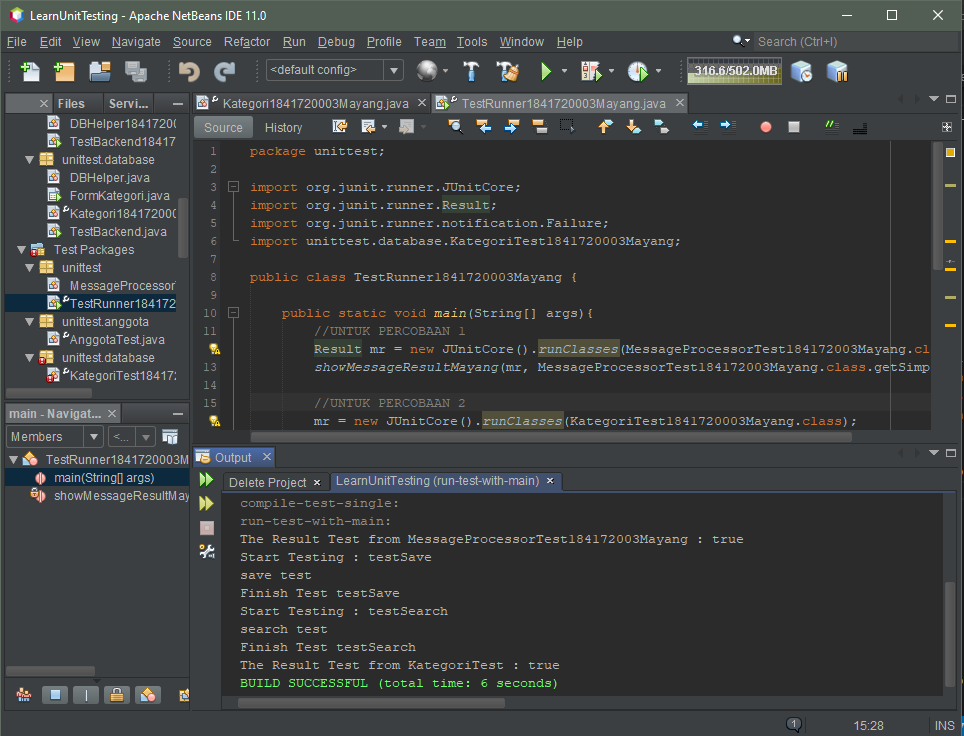 LearnUnitTesting - Apache NetBeans IDE 11.0
File Edit View Navigate Source Refactor Run Debug Profile Team Tools Window Help
Search (Ctrl+I)
<default config>
316.6/502.0MB
Files
Servi...
Kategori1841720003Mayang.java
TestRunner1841720003Mayang.java
Source
History
DBHelper18417200
TestBackend18417
unittest.database
DBHelper.java
FormKategori.java
Kategori184172000
TestBackend.java
Test Packages
unittest
MessageProcessor
TestRunner184172
unittest.anggota
AnggotaTest.java
unittest.database
KategoriTest18417:
1 package unittest;
2
3 import org.junit.runner.JUnitCore;
4 import org.junit.runner.Result;
5 import org.junit.runner.notification.Failure;
6 import unittest.database.KategoriTest1841720003Mayang;
7
8 public class TestRunner1841720003Mayang {
9
10 public static void main(String[] args){
11 //UNTUK PERCOBAAN 1
Result mr = new JUnitCore().runClasses(MessageProcessorTest184172003Mayang.cl
13 showMessageResultMayang(mr, MessageProcessorTest184172003Mayang.class.getSimp
14
15 //UNTUK PERCOBAAN 2
mr = new JUnitCore().runClasses(KategoriTest1841720003Mayang.class);
main - Navigat...
Members
<...
TestRunner1841720003M
main(String[] args)
showMessageResultMay
Output
Delete Project
LearnUnitTesting (run-test-with-main)
compile-test-single:
run-test-with-main:
The Result Test from MessageProcessorTest184172003Mayang : true
Start Testing : testSave
save test
Finish Test testSave
Start Testing : testSearch
search test
Finish Test testSearch
The Result Test from KategoriTest : true
BUILD SUCCESSFUL (total time: 6 seconds)
1
15:28
INS